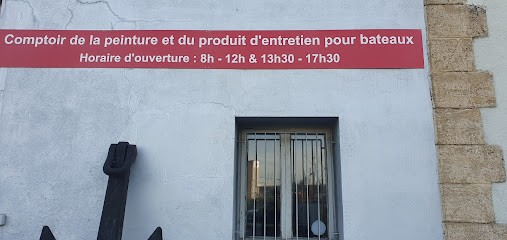 Comptoir de la peinture et du produit d'entretien pour bateaux
Horaire d'ouverture : 8h - 12h & 13h30 - 17h30